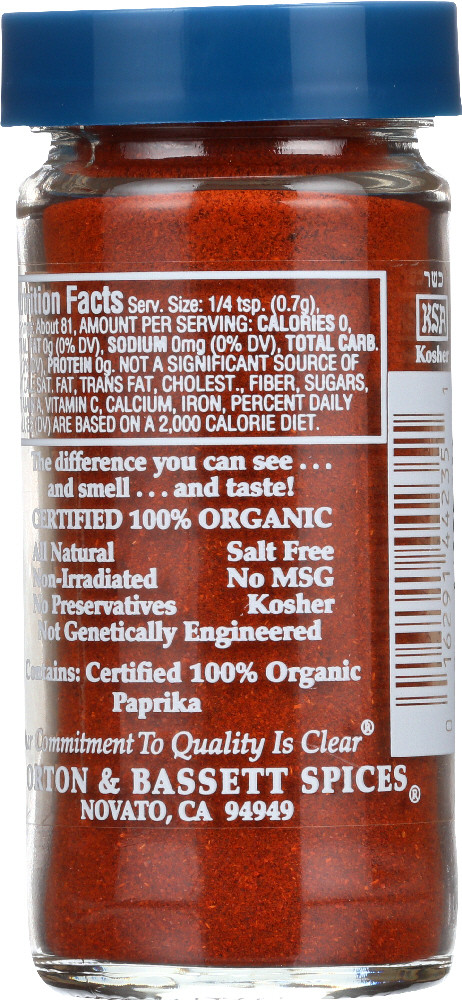 Facts Serv. Size: 1/4 tsp. (0.7g),
About 81, AMOUNT PER SERVING: CALORIES 0,
0g (0% DV), SODIUM 0mg (0% DV), TOTAL CARB.
PROTEIN 0g. NOT A SIGNIFICANT SOURCE OF
SAT. FAT, TRANS FAT, CHOLEST., FIBER, SUGARS,
A, VITAMIN C, CALCIUM, IRON, PERCENT DAILY
(DV) ARE BASED ON A 2,000 CALORIE DIET.
The difference you can see ...
and smell ... and taste!
CERTIFIED 100% ORGANIC
All Natural Salt Free
Non-Irradiated No MSG
No Preservatives Kosher
Not Genetically Engineered
Contains: Certified 100% Organic
Paprika
Commitment To Quality Is Clear®
ORTON & BASSETT SPICES®
NOVATO, CA 94949
כשר
KSA
Kosher
0 16291 44235 1